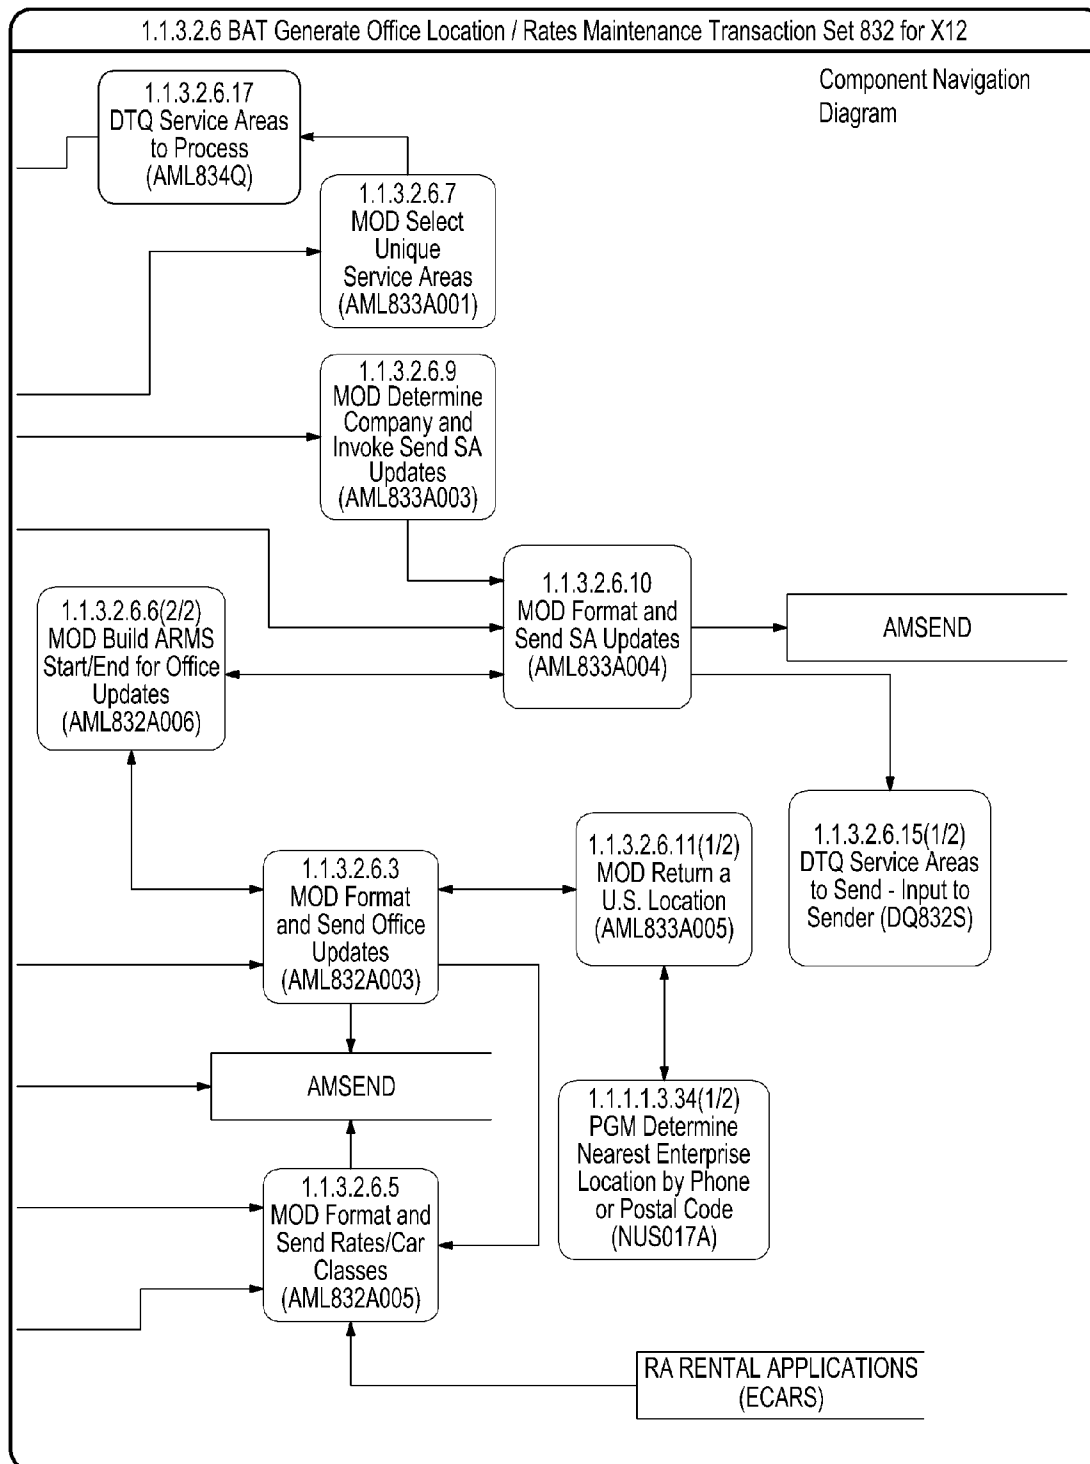 1.1.3.2.6 BAT Generate Office Location / Rates Maintenance Transaction Set 832 for X12
Component Navigation
Diagram
1.1.3.2.6.17
DTQ Service Areas
to Process
(AML834Q)
1.1.3.2.6.7
MOD Select
Unique
Service Areas
(AML833A001)
1.1.3.2.6.9
MOD Determine
Company and
Invoke Send SA
Updates
(AML833A003)
1.1.3.2.6.10
MOD Format and
Send SA Updates
(AML833A004)
AMSEND
1.1.3.2.6.6(2/2)
MOD Build ARMS
Start/End for Office
Updates
(AML832A006)
1.1.3.2.6.15(1/2)
DTQ Service Areas
to Send - Input to
Sender (DQ832S)
1.1.3.2.6.11(1/2)
MOD Return a
U.S. Location
(AML833A005)
1.1.3.2.6.3
MOD Format
and Send Office
Updates
(AML832A003)
AMSEND
1.1.1.1.3.34(1/2)
PGM Determine
Nearest Enterprise
Location by Phone
or Postal Code
(NUS017A)
1.1.3.2.6.5
MOD Format and
Send Rates/Car
Classes
(AML832A005)
RA RENTAL APPLICATIONS
(ECARS)